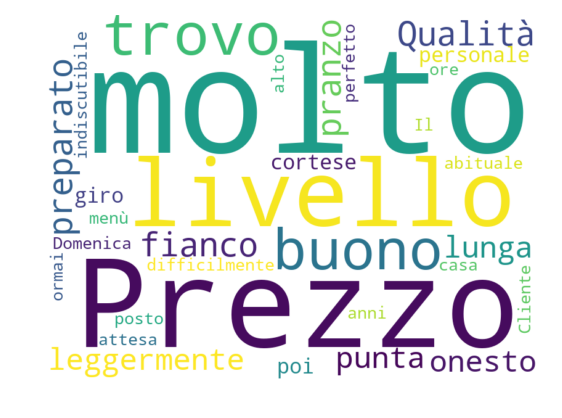 trovo
Qualità
personale
ore
alto
pranzo
perfetto
indiscutibile
preparato
molto
Il
cortese
abituale
giro
livello
menù
Domenica
fianco
buono
lunga
difficilmente
casa
ormai
Prezzo
Cliente
posto
anni
attesa
leggermente
poi
punta
onesto